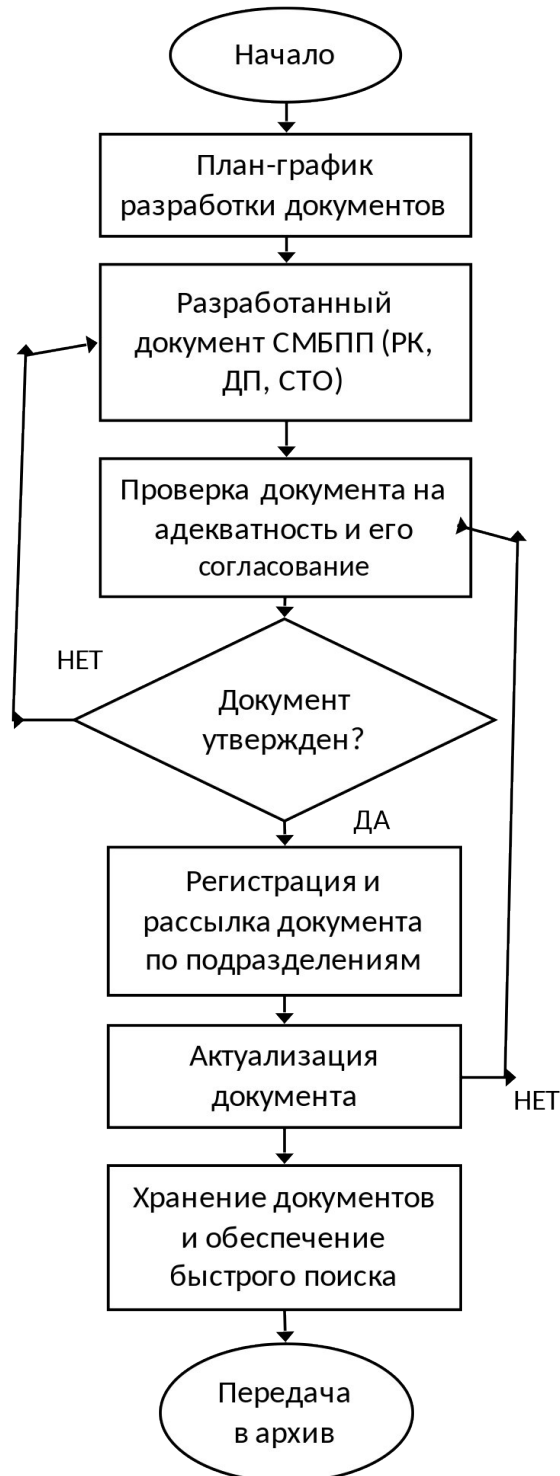 Начало
План-график
разработки документов
Разработанный
документ СМБПП (РК,
ДП, СТО)
Проверка документа на
адекватность и его
согласование
НЕТ
Документ
утвержден?
ДА
Регистрация и
рассылка документа
по подразделениям
Актуализация
документа
НЕТ
Хранение документов
и обеспечение
быстрого поиска
Передача
в архив